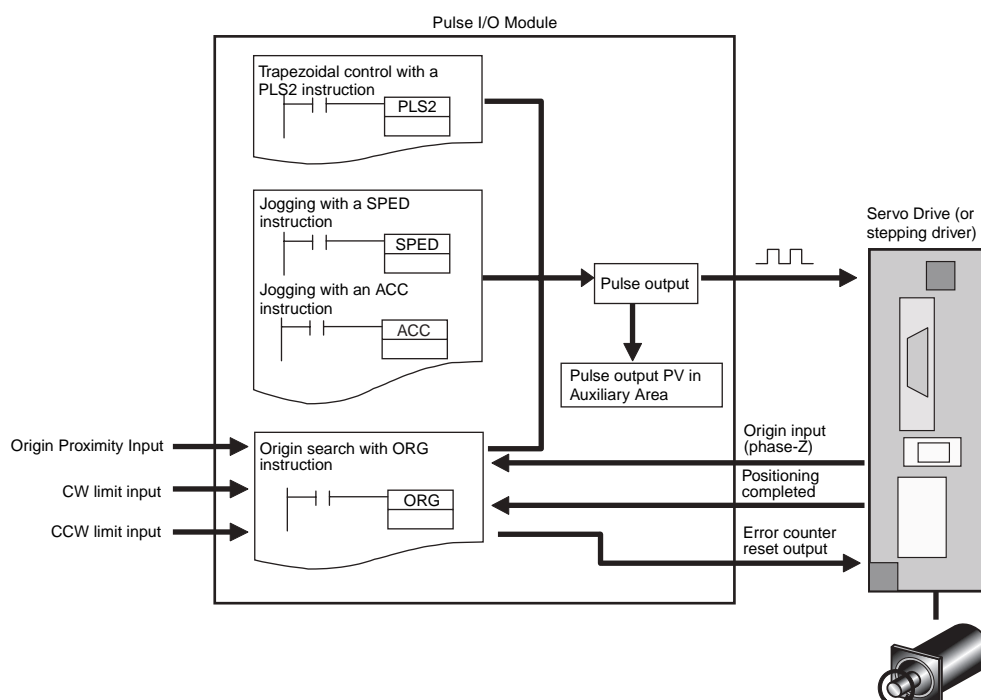 Pulse I/O Module
Trapezoidal control with a
PLS2 instruction
PLS2
Jogging with a SPED
instruction
SPED
Jogging with an ACC
instruction
ACC
Pulse output
Pulse output PV in
Auxiliary Area
Servo Drive (or
stepping driver)
Origin Proximity Input
CW limit input
CCW limit input
Origin search with ORG
instruction
ORG
Origin input
(phase-Z)
Positioning
completed
Error counter
reset output